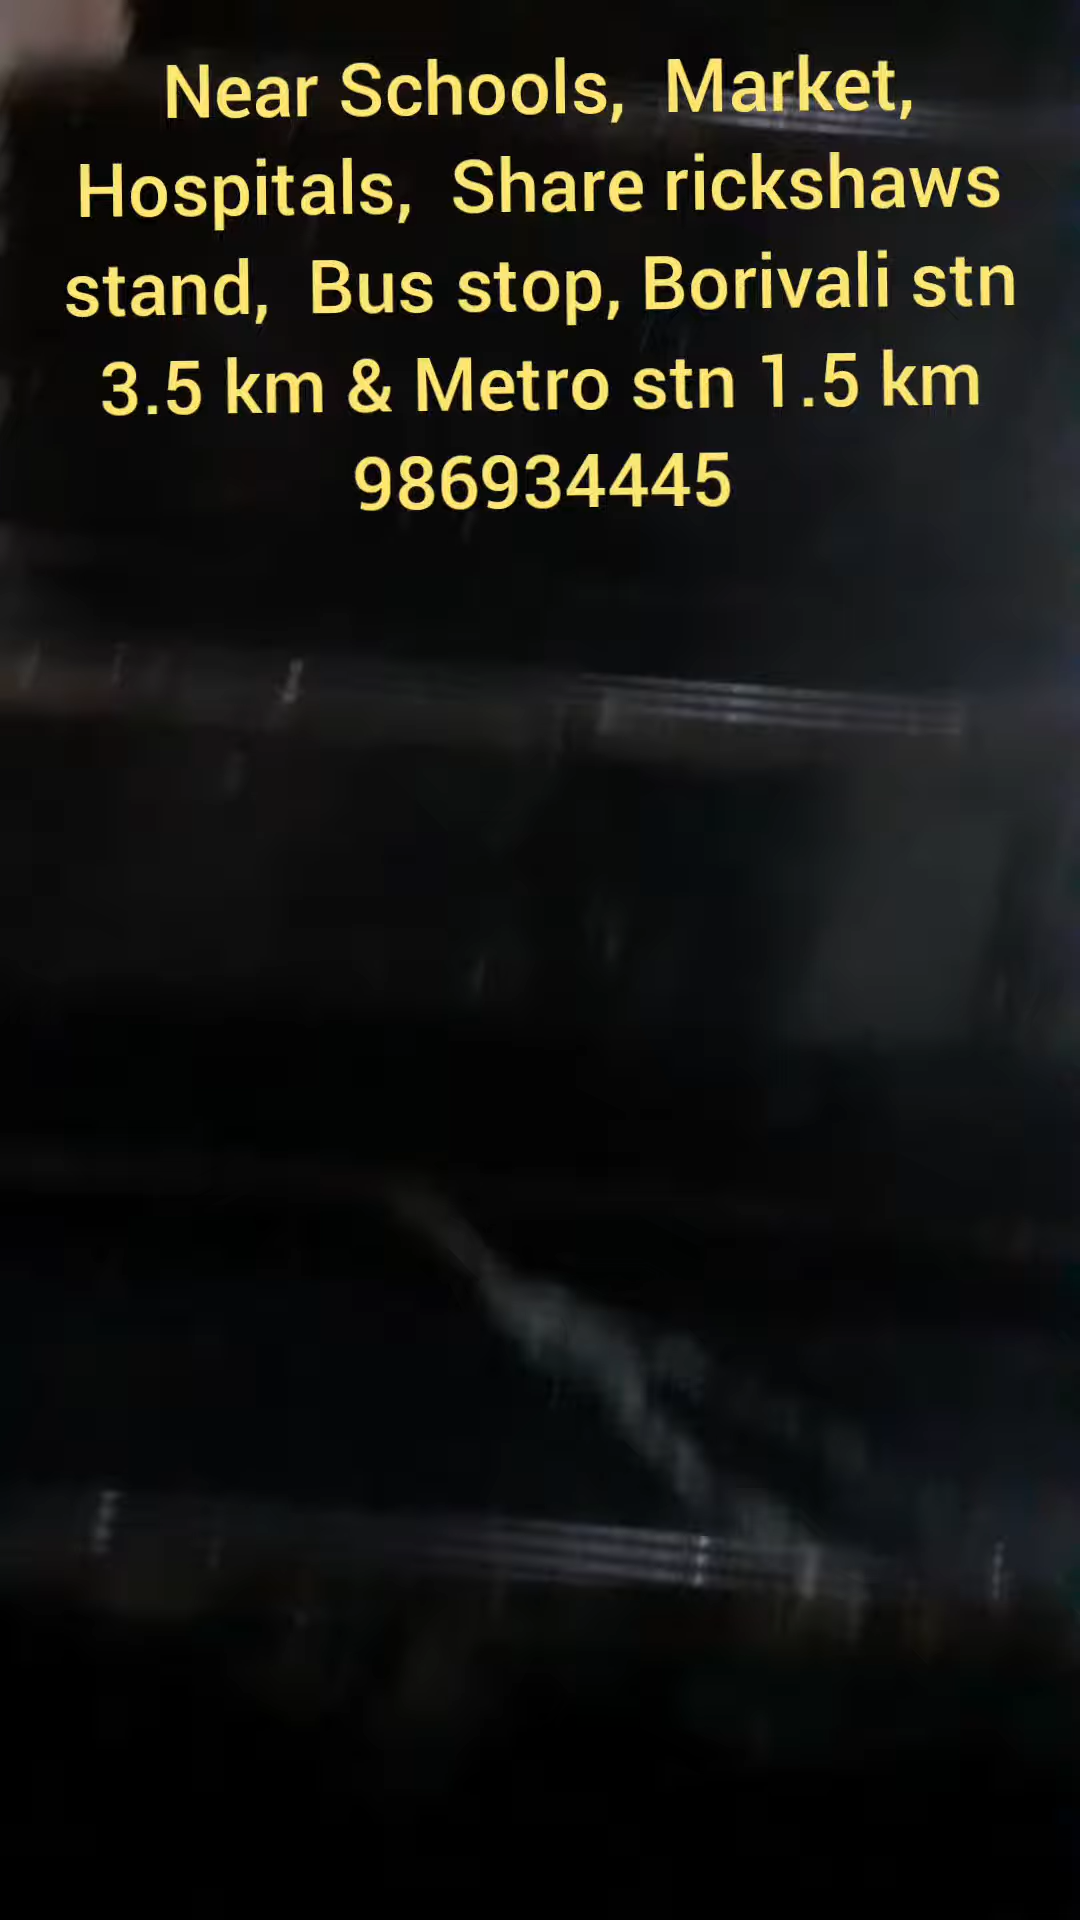 Near Schools,  Market,
Hospitals,  Share rickshaws
stand,  Bus stop, Borivali stn
3.5 km & Metro stn 1.5 km
986934445